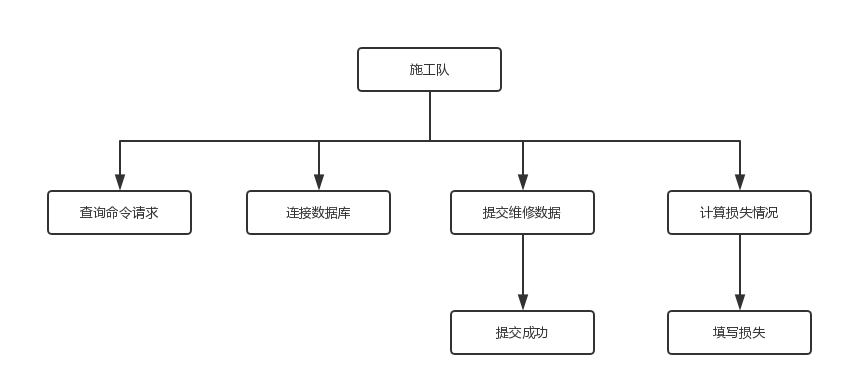 施工队
查询命令请求
连接数据库
提交维修数据
计算损失情况
提交成功
填写损失